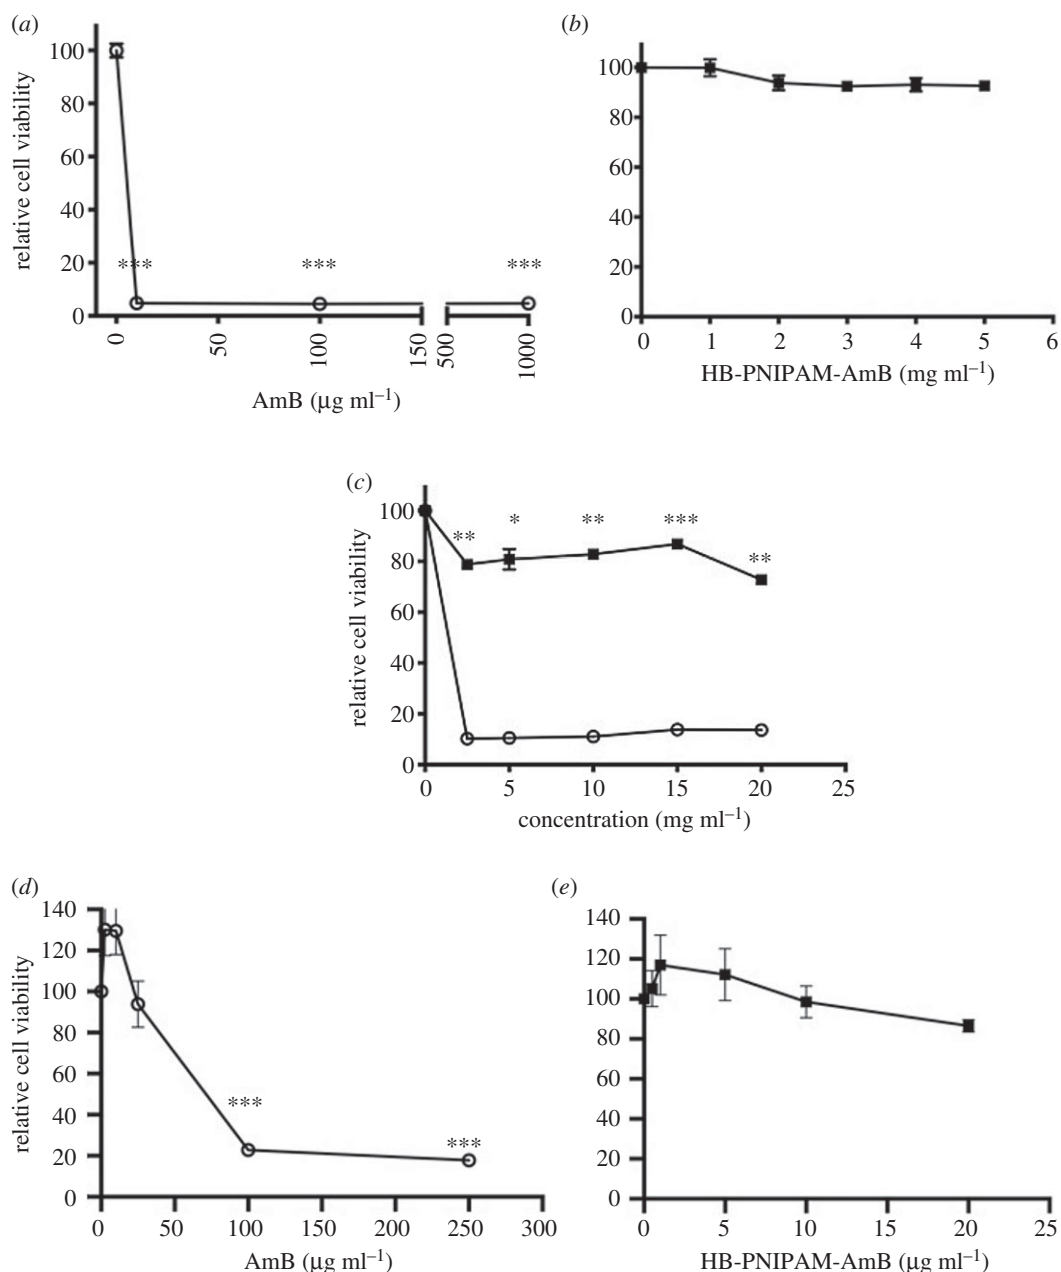 (a)
relative cell viability
100
80
60
40
20
0
*** *** ***
0 50 100 150 500 1000
AmB (μg ml–1)
(b)
100
80
60
40
20
0
0 1 2 3 4 5 6
HB-PNIPAM-AmB (mg ml–1)
(c)
relative cell viability
100
80
60
40
20
0
** * ** *** **
0 5 10 15 20 25
concentration (mg ml–1)
(d)
relative cell viability
140
120
100
80
60
40
20
0
***
***
0 50 100 150 200 250 300
AmB (μg ml–1)
(e)
140
120
100
80
60
40
20
0
0 5 10 15 20 25
HB-PNIPAM-AmB (μg ml–1)